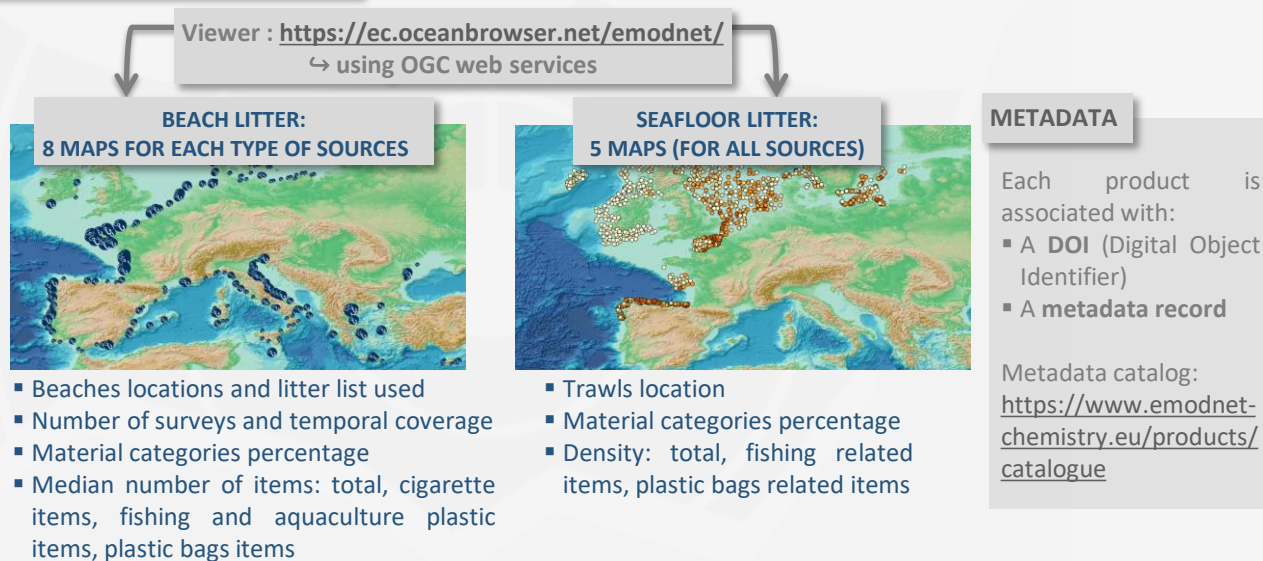 Viewer : https://ec.oceanbrowser.net/emodnet/
↪ using OGC web services
BEACH LITTER:
8 MAPS FOR EACH TYPE OF SOURCES
▪ Beaches locations and litter list used
▪ Number of surveys and temporal coverage
▪ Material categories percentage
▪ Median number of items: total, cigarette
items, fishing and aquaculture plastic
items, plastic bags items
SEAFLOOR LITTER:
5 MAPS (FOR ALL SOURCES)
▪ Trawls location
▪ Material categories percentage
▪ Density: total, fishing related
items, plastic bags related items
METADATA
Each product is
associated with:
▪ A DOI (Digital Object
Identifier)
▪ A metadata record
Metadata catalog:
https://www.emodnet-
chemistry.eu/products/
catalogue